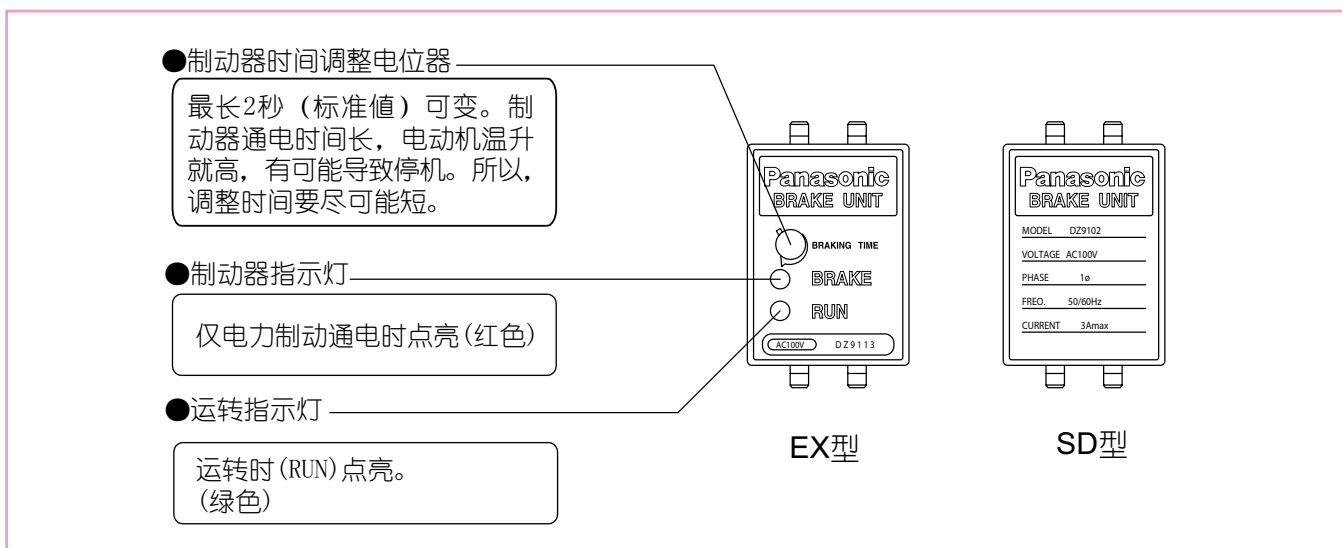 ●制动器时间调整电位器
最长2秒（标准值）可变。制
动器通电时间长，电动机温升
就高，有可能导致停机。所以，
调整时间要尽可能短。
●制动器指示灯
仅电力制动通电时点亮(红色)
●运转指示灯
运转时(RUN)点亮。
(绿色)
Panasonic
BRAKE UNIT
BRAKING TIME
BRAKE
RUN
AC100V DZ9113
EX型
Panasonic
BRAKE UNIT
MODEL DZ9102
VOLTAGE AC100V
PHASE 1ø
FREO. 50/60Hz
CURRENT 3Amax
SD型